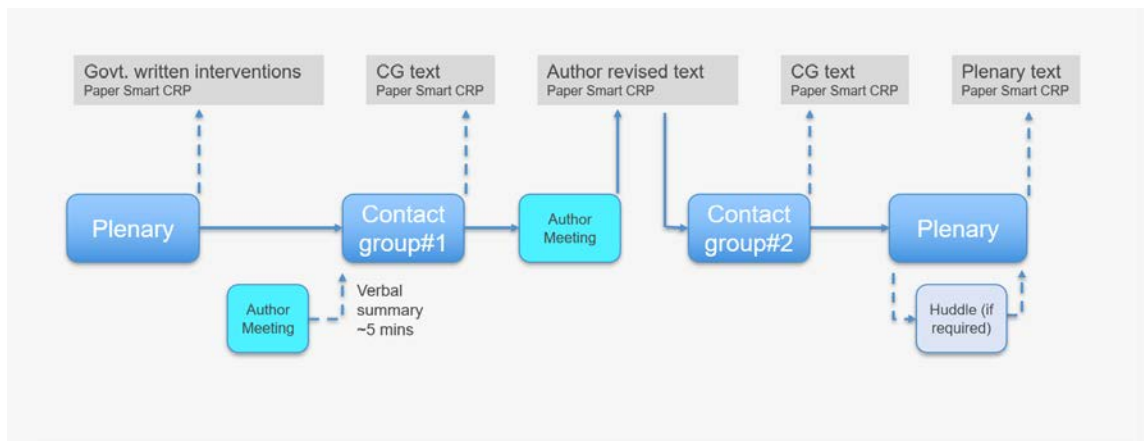 Govt. written interventions
Paper Smart CRP
CG text
Paper Smart CRP
Author revised text
Paper Smart CRP
CG text
Paper Smart CRP
Plenary text
Paper Smart CRP
Plenary
Contact
group#1
Author
Meeting
Contact
group#2
Plenary
Author
Meeting
Verbal
summary
~5 mins
Huddle (if
required)